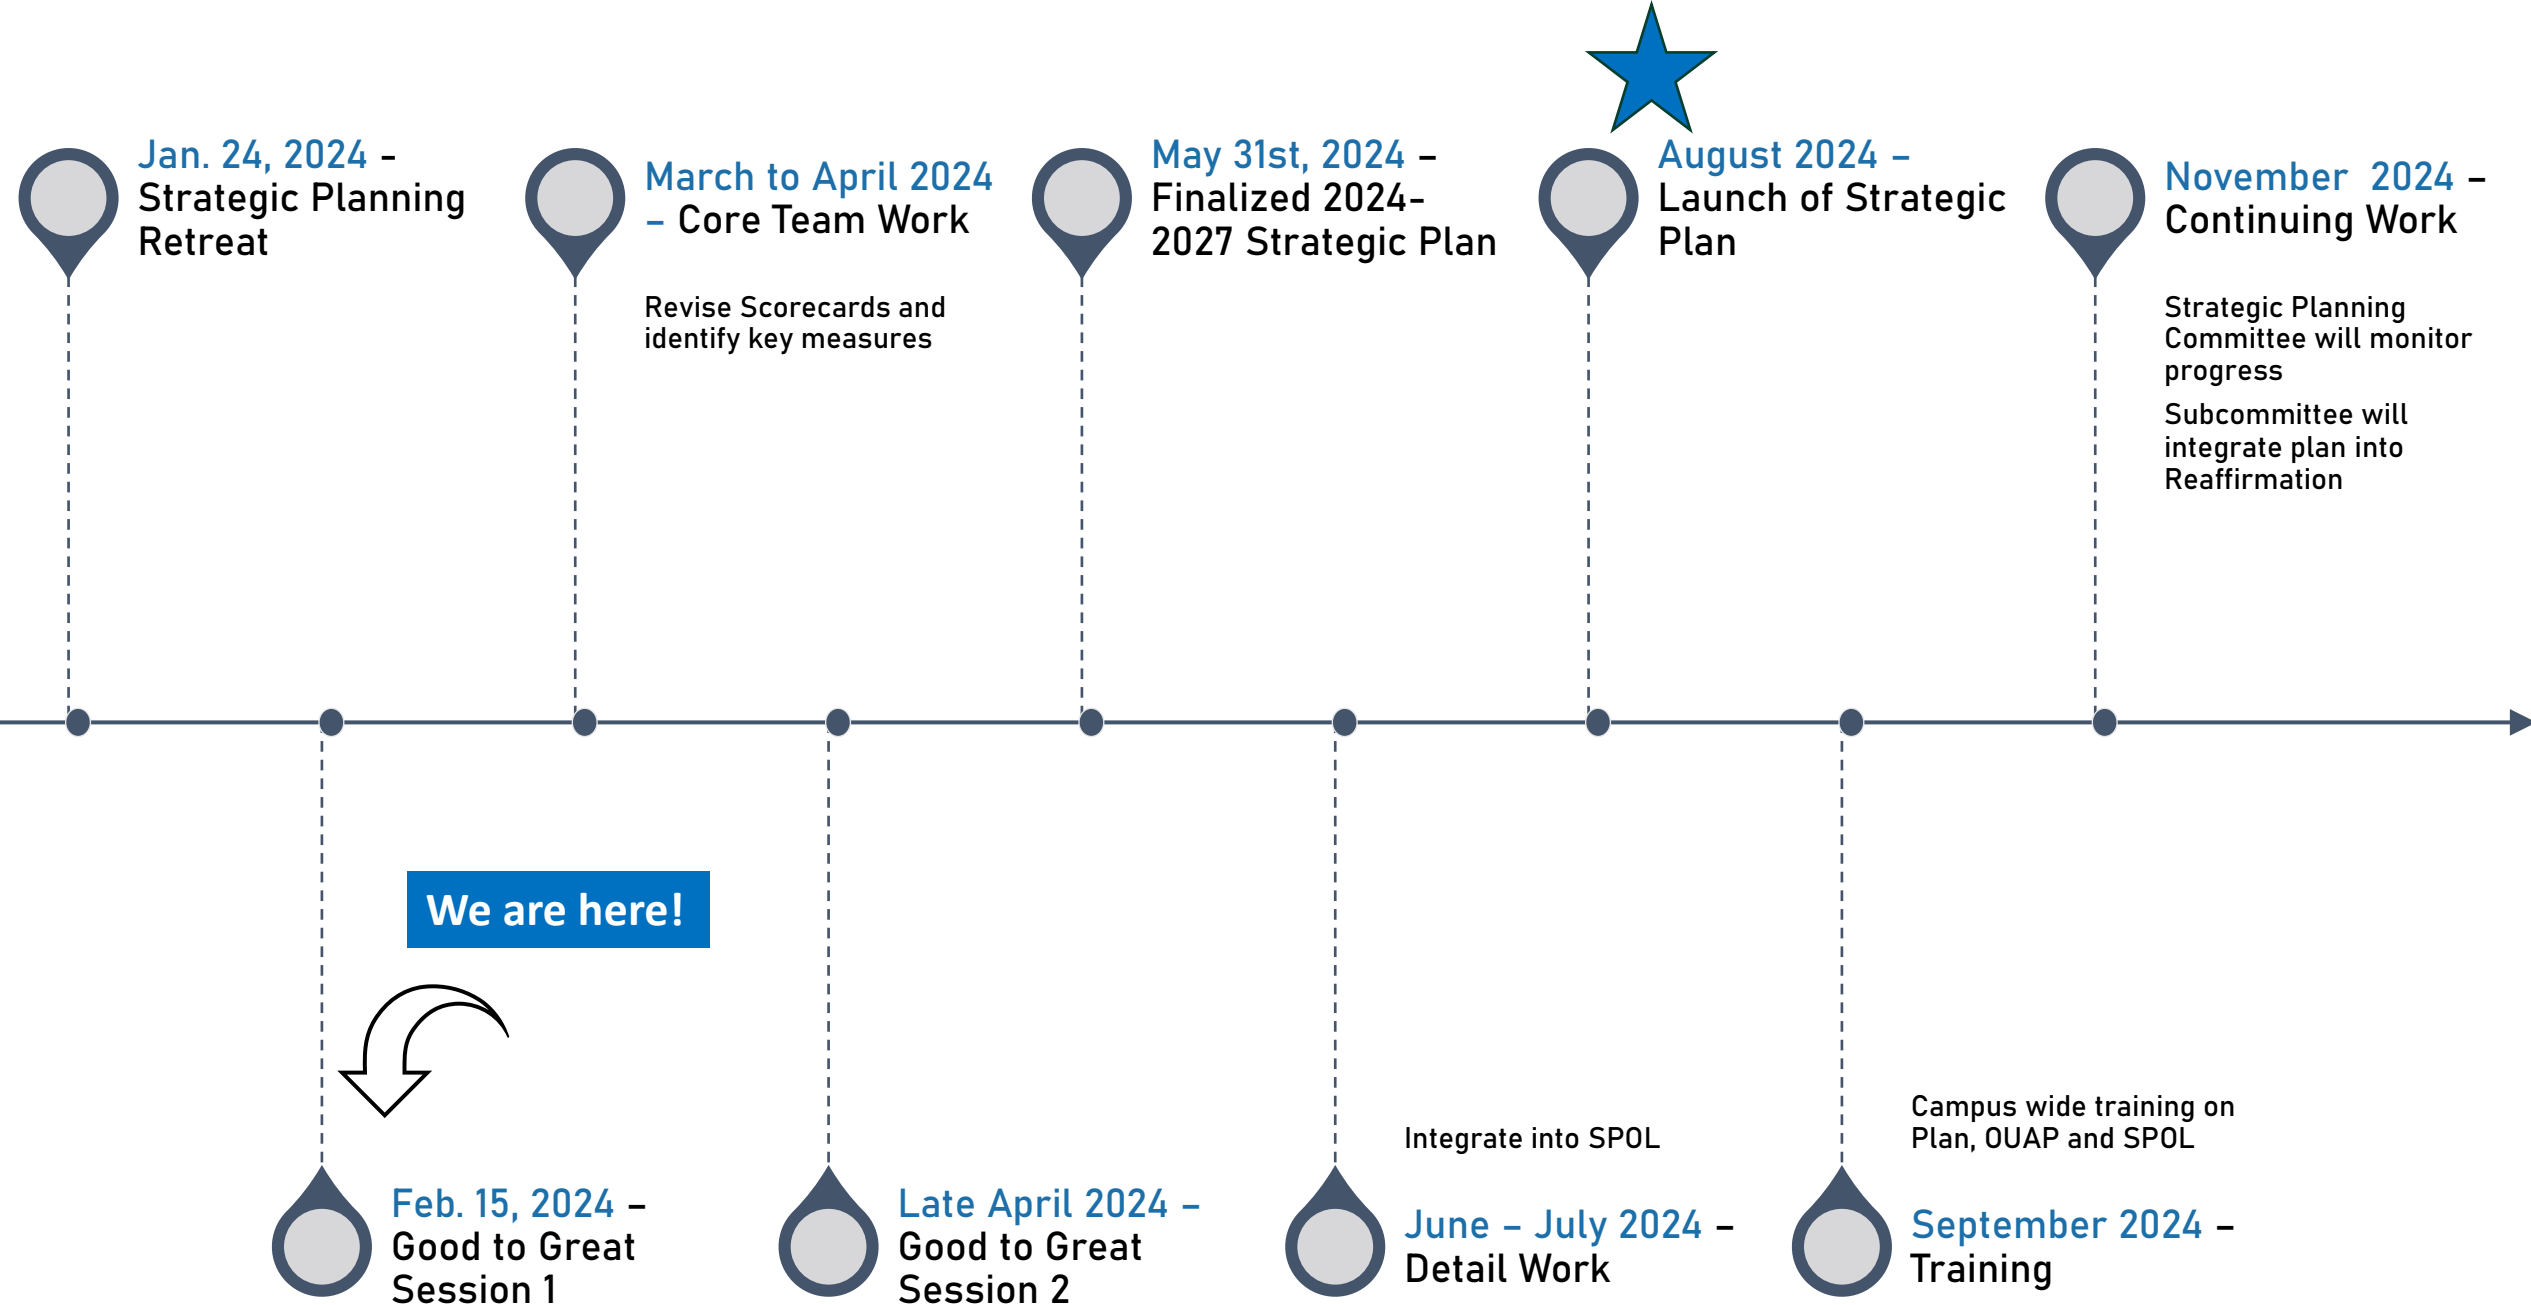 Jan. 24, 2024 –
Strategic Planning
Retreat
March to April 2024
– Core Team Work
Revise Scorecards and
identify key measures
May 31st, 2024 –
Finalized 2024-
2027 Strategic Plan
August 2024 –
Launch of Strategic
Plan
November  2024 –
Continuing Work
Strategic Planning
Committee will monitor
progress
Subcommittee will
integrate plan into
Reaffirmation
We are here!
Feb. 15, 2024 –
Good to Great
Session 1
Late April 2024 –
Good to Great
Session 2
Integrate into SPOL
June – July 2024 –
Detail Work
Campus wide training on
Plan, OUAP and SPOL
September 2024 –
Training